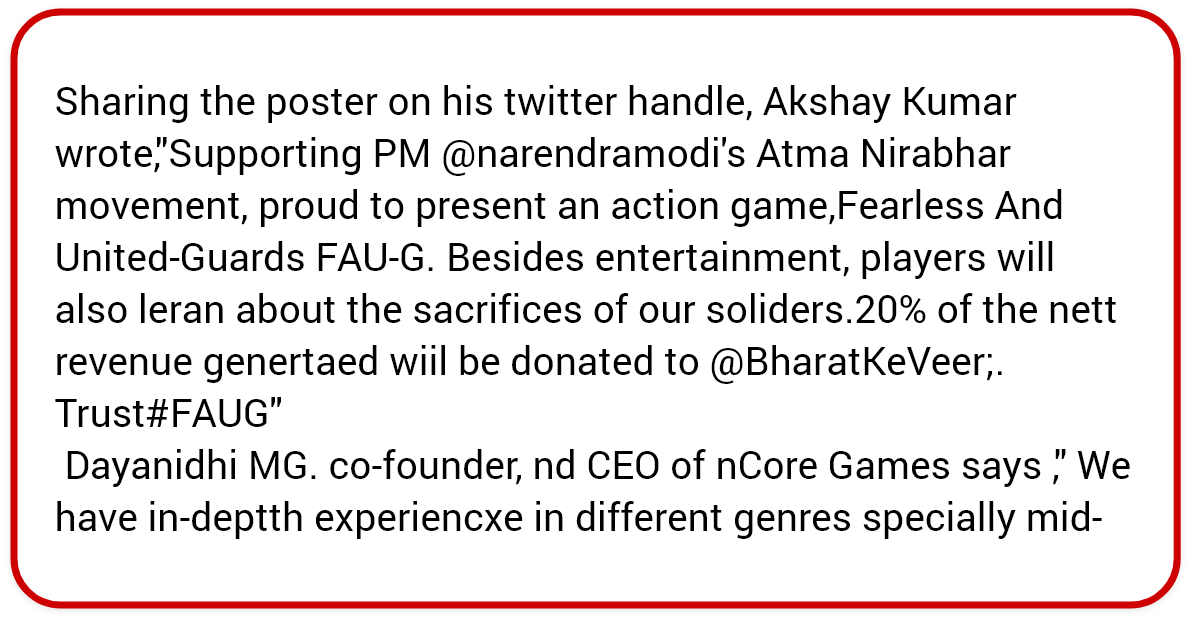 Sharing the poster on his twitter handle, Akshay Kumar
wrote,"Supporting PM @narendramodi's Atma Nirabhar
movement, proud to present an action game,Fearless And
United-Guards FAU-G. Besides entertainment, players will
also leran about the sacrifices of our soliders.20% of the nett
revenue genertaed wiil be donated to @BharatKeVeer;.
Trust#FAUG"
Dayanidhi MG. co-founder, nd CEO of nCore Games says ," We
have in-deptth experiencxe in different genres specially mid-